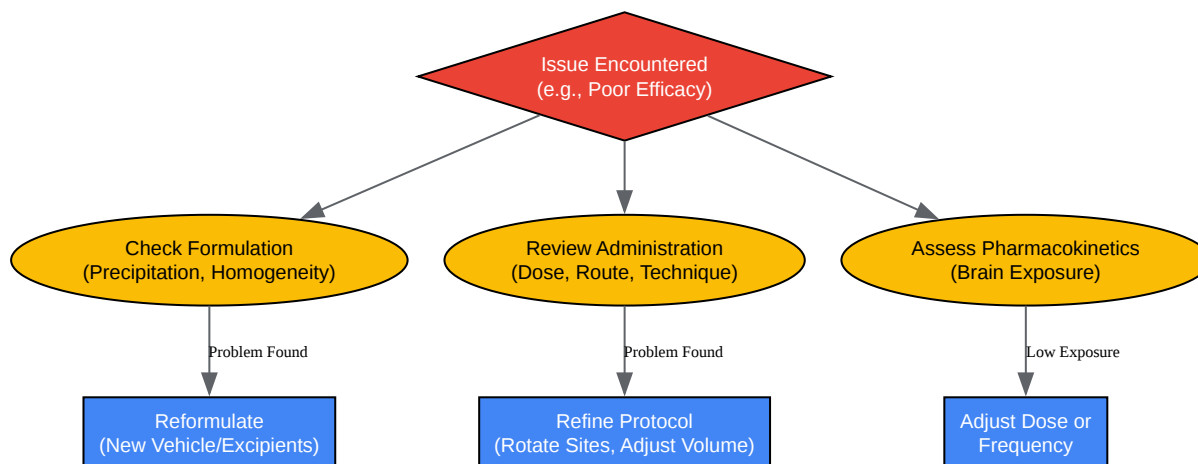 Issue Encountered
(e.g., Poor Efficacy)
Check Formulation
(Precipitation, Homogeneity)
Review Administration
(Dose, Route, Technique)
Assess Pharmacokinetics
(Brain Exposure)
Problem Found
Problem Found
Low Exposure
Reformulate
(New Vehicle/Excipients)
Refine Protocol
(Rotate Sites, Adjust Volume)
Adjust Dose or
Frequency